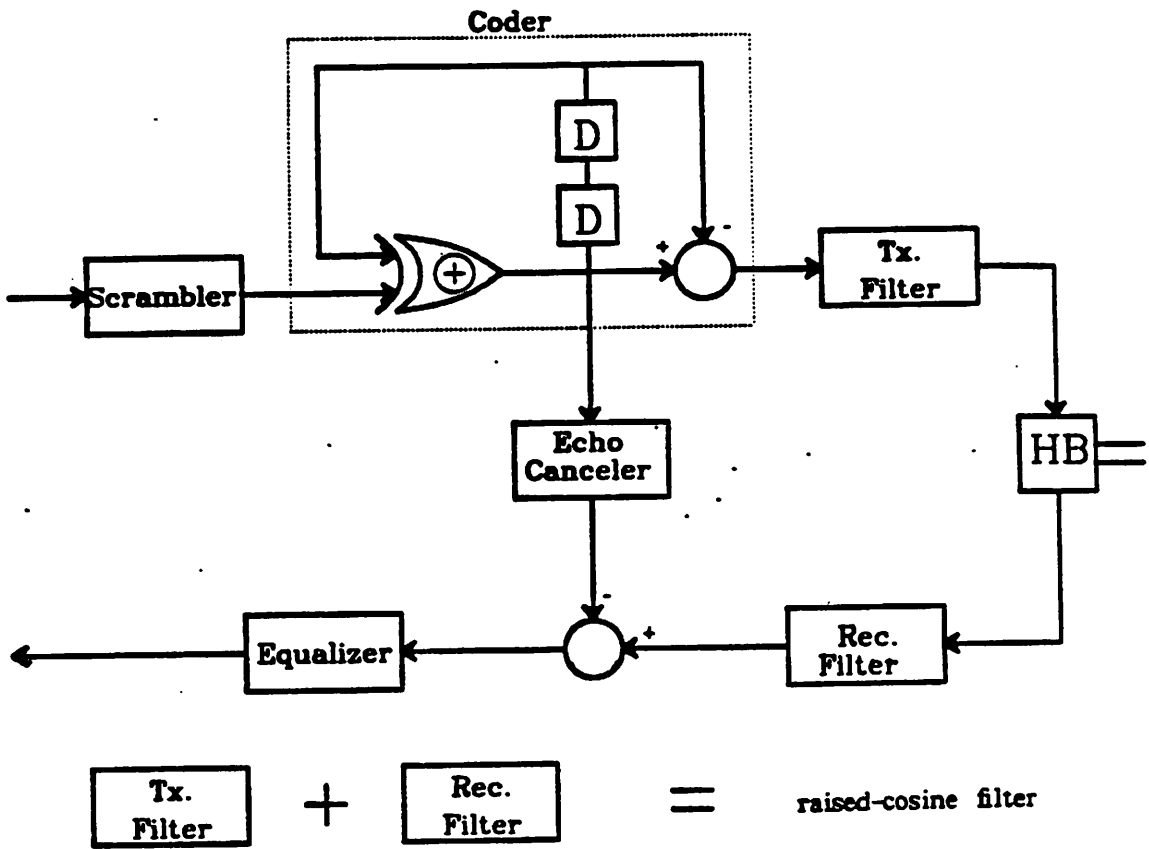 Coder
D
D
+
-
Scrambler
+
Tx.
Filter
Echo
Canceler
HB
-
+
Equalizer
Rec.
Filter
Tx.
Filter
+
Rec.
Filter
=
raised-cosine filter